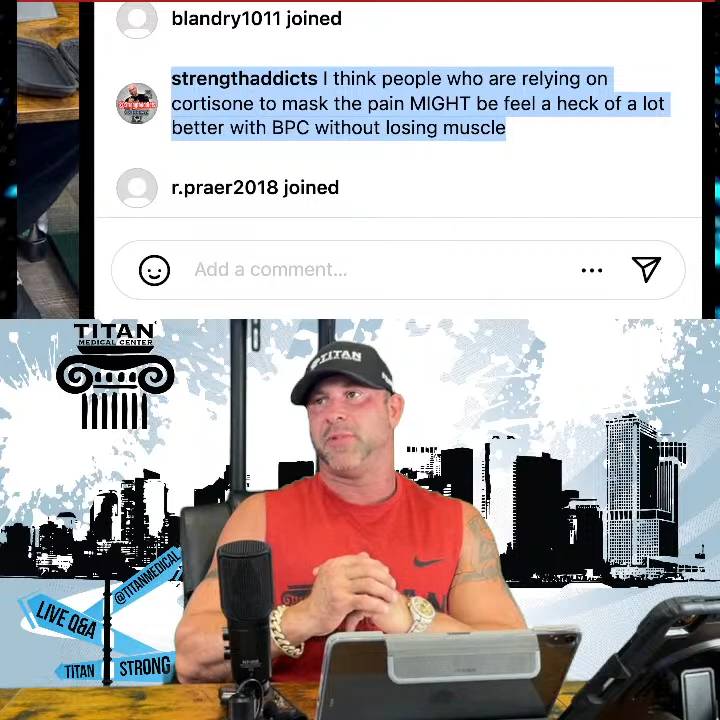 blandry1011 joined
strengthaddicts I think people who are relying on
cortisone to mask the pain MIGHT be feel a heck of a lot
better with BPC without losing muscle
r.praer2018 joined
Add a comment...
TITAN
MEDICAL CENTER
TITAN
@TITANMEDICAL
LIVE Q&A
TITAN
STRONG